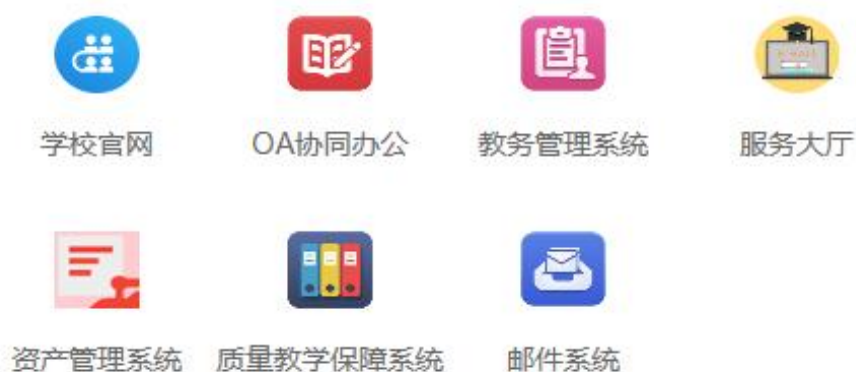 学校官网
OA协同办公
教务管理系统
服务大厅
资产管理系统
质量教学保障系统
邮件系统